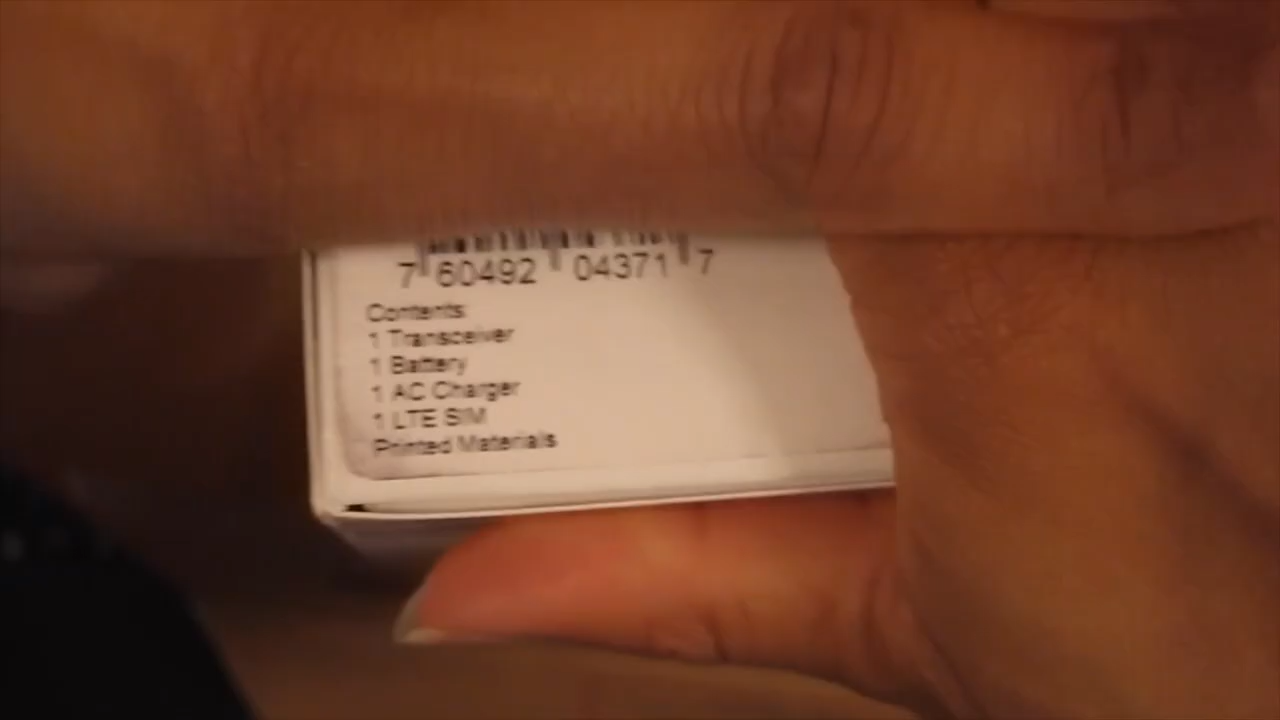 7 60492 04371 7
Contents:
1 Transceiver
1 Battery
1 AC Charger
1 LTE SIM
Printed Materials